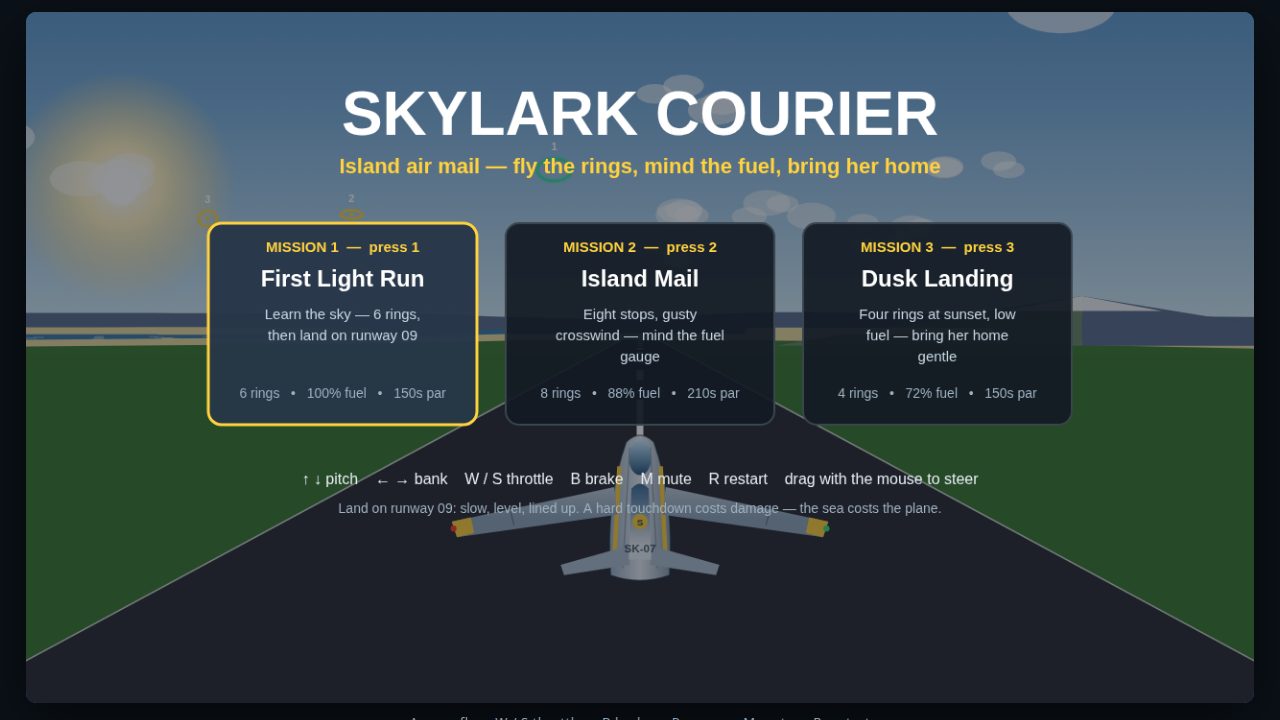 SKYLARK COURIER
1
Island air mail — fly the rings, mind the fuel, bring her home
3
2
MISSION 1 — press 1
First Light Run
Learn the sky — 6 rings,
then land on runway 09
6 rings • 100% fuel • 150s par
MISSION 2 — press 2
Island Mail
Eight stops, gusty
crosswind — mind the fuel
gauge
8 rings • 88% fuel • 210s par
MISSION 3 — press 3
Dusk Landing
Four rings at sunset, low
fuel — bring her home
gentle
4 rings • 72% fuel • 150s par
↑ ↓ pitch ← → bank W / S throttle B brake M mute R restart drag with the mouse to steer
Land on runway 09: slow, level, lined up. A hard touchdown costs damage — the sea costs the plane.
S
SK-07